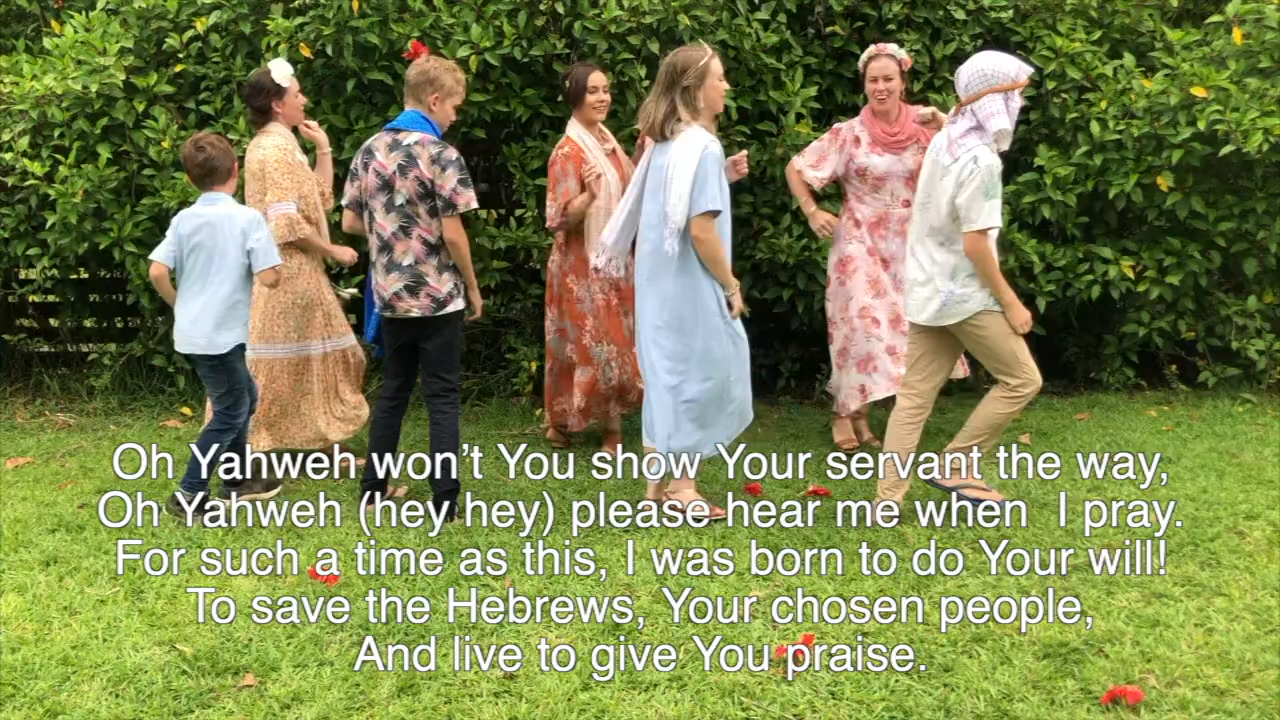 Oh Yahweh won’t You show Your servant the way,
Oh Yahweh (hey hey) please hear me when I pray.
For such a time as this, I was born to do Your will!
To save the Hebrews, Your chosen people,
And live to give You praise.